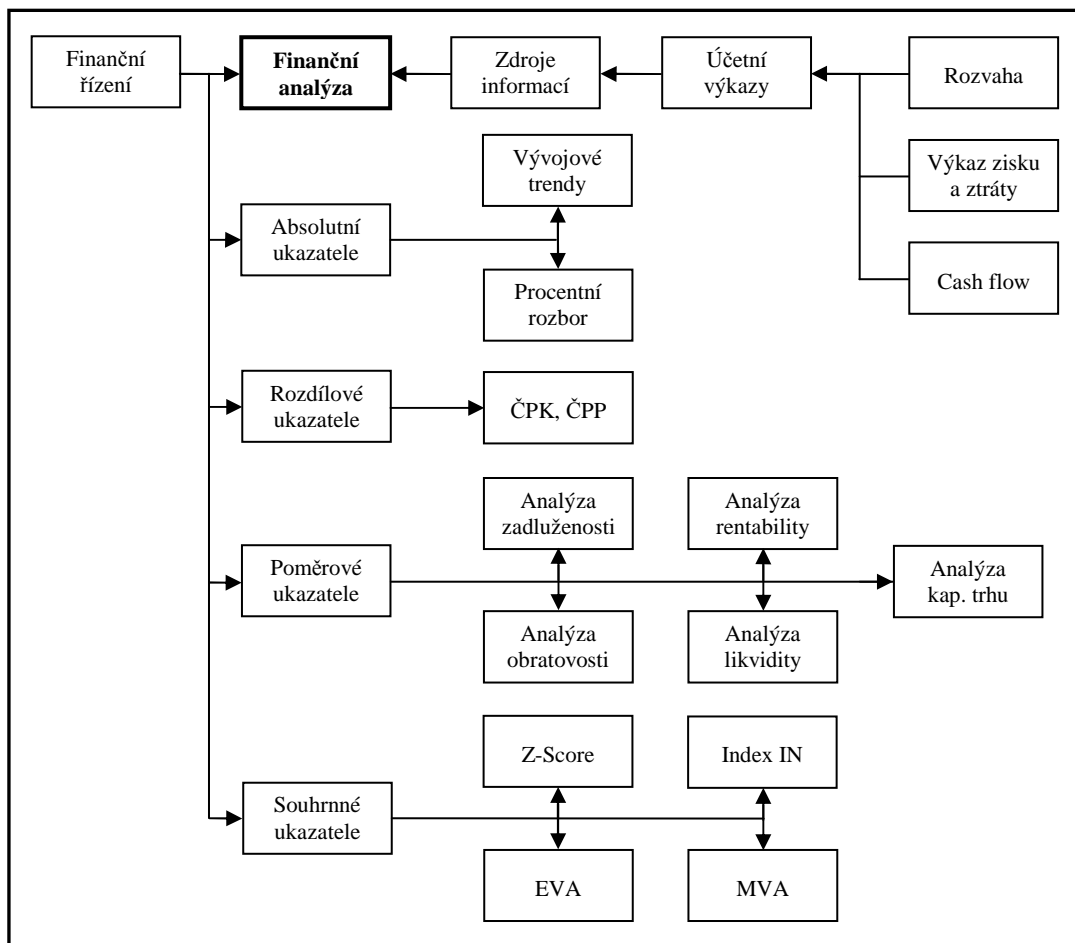 Finanční
řízení
Finanční
analýza
Zdroje
informací
Účetní
výkazy
Rozvaha
Výkaz zisku
a ztráty
Cash flow
Vývojové
trendy
Absolutní
ukazatele
Procentní
rozbor
Rozdílové
ukazatele
ČPK, ČPP
Analýza
zadluženosti
Analýza
rentability
Poměrové
ukazatele
Analýza
kap. trhu
Analýza
obratovosti
Analýza
likvidity
Z-Score
Index IN
Souhrnné
ukazatele
EVA
MVA